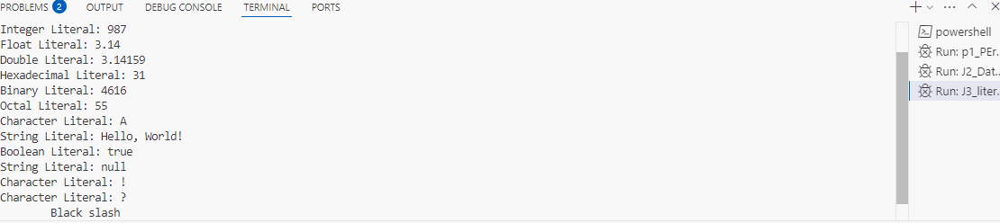 PROBLEMS 2 OUTPUT DEBUG CONSOLE TERMINAL PORTS
Integer Literal: 987
Float Literal: 3.14
Double Literal: 3.14159
Hexadecimal Literal: 31
Binary Literal: 4616
Octal Literal: 55
Character Literal: A
String Literal: Hello, World!
Boolean Literal: true
String Literal: null
Character Literal: !
Character Literal: ?
Black slash
powershell
Run: p1_PEr...
Run: J2_Dat...
Run: J3_liter...